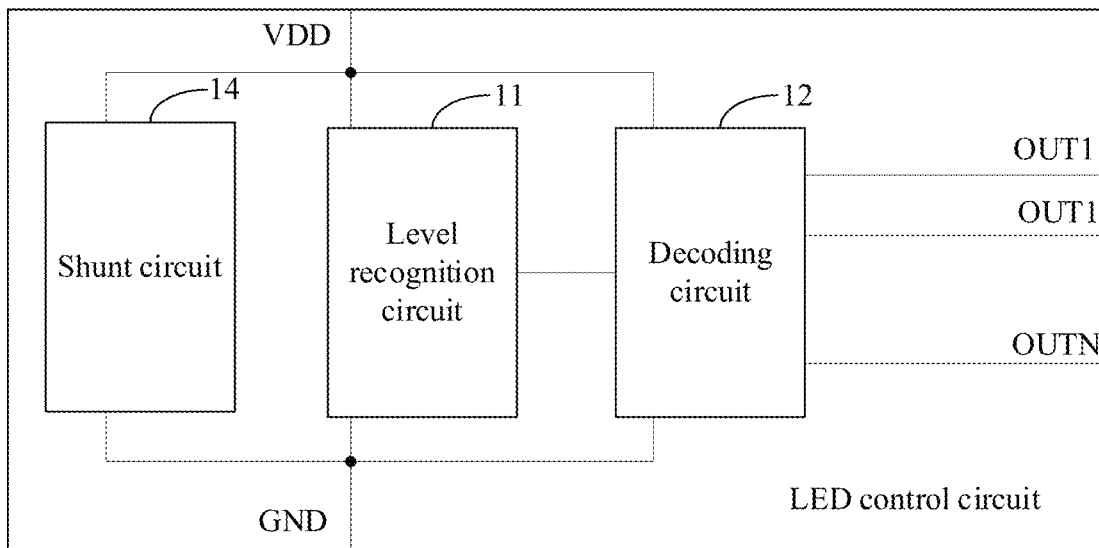 VDD
14
11
12
OUT1
OUT1
Shunt circuit
Level
recognition
circuit
Decoding
circuit
OUTN
GND
LED control circuit